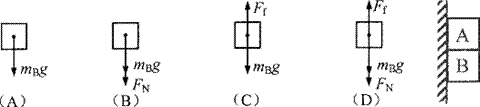 F_f F_f
m_Bg m_Bg m_Bg m_Bg A
F_N F_N B
(A) (B) (C) (D)